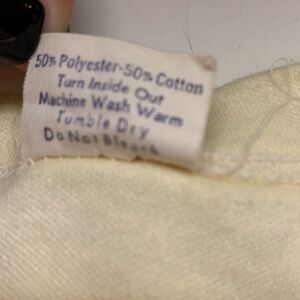 50% Polyester-50% Cotton
Turn Inside Out
Machine Wash Warm
Tumble Dry
Do Not Bleach